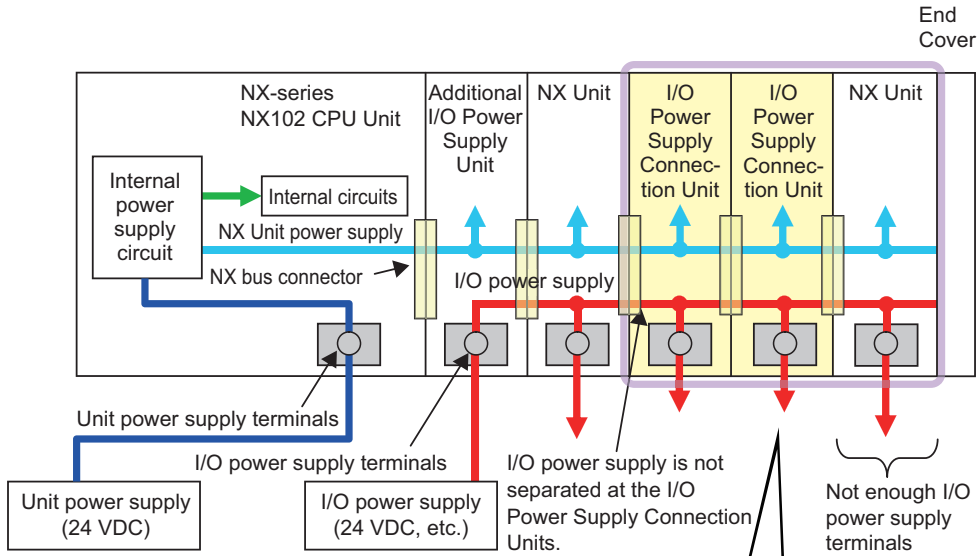 End
Cover
NX-series
NX102 CPU Unit
Additional
I/O Power
Supply
Unit
NX Unit
I/O
Power
Supply
Connec-
tion Unit
I/O
Power
Supply
Connec-
tion Unit
NX Unit
Internal
power
supply
circuit
Internal circuits
NX Unit power supply
NX bus connector
I/O power supply
Unit power supply terminals
I/O power supply terminals
I/O power supply is not
separated at the I/O
Power Supply Connection
Units.
Not enough I/O
power supply
terminals
Unit power supply
(24 VDC)
I/O power supply
(24 VDC, etc.)